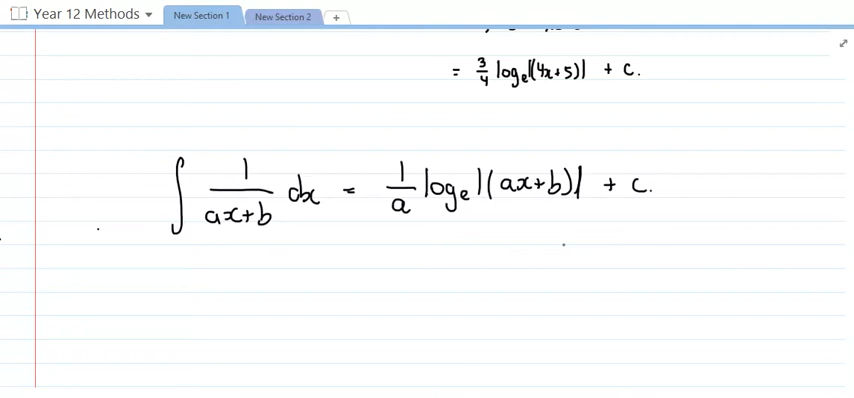 Year 12 Methods New Section 1 New Section 2 +
= 3/4 logₑ|(4x+5)| + c.
∫ 1/(ax+b) dx = 1/a logₑ|(ax+b)| + c.